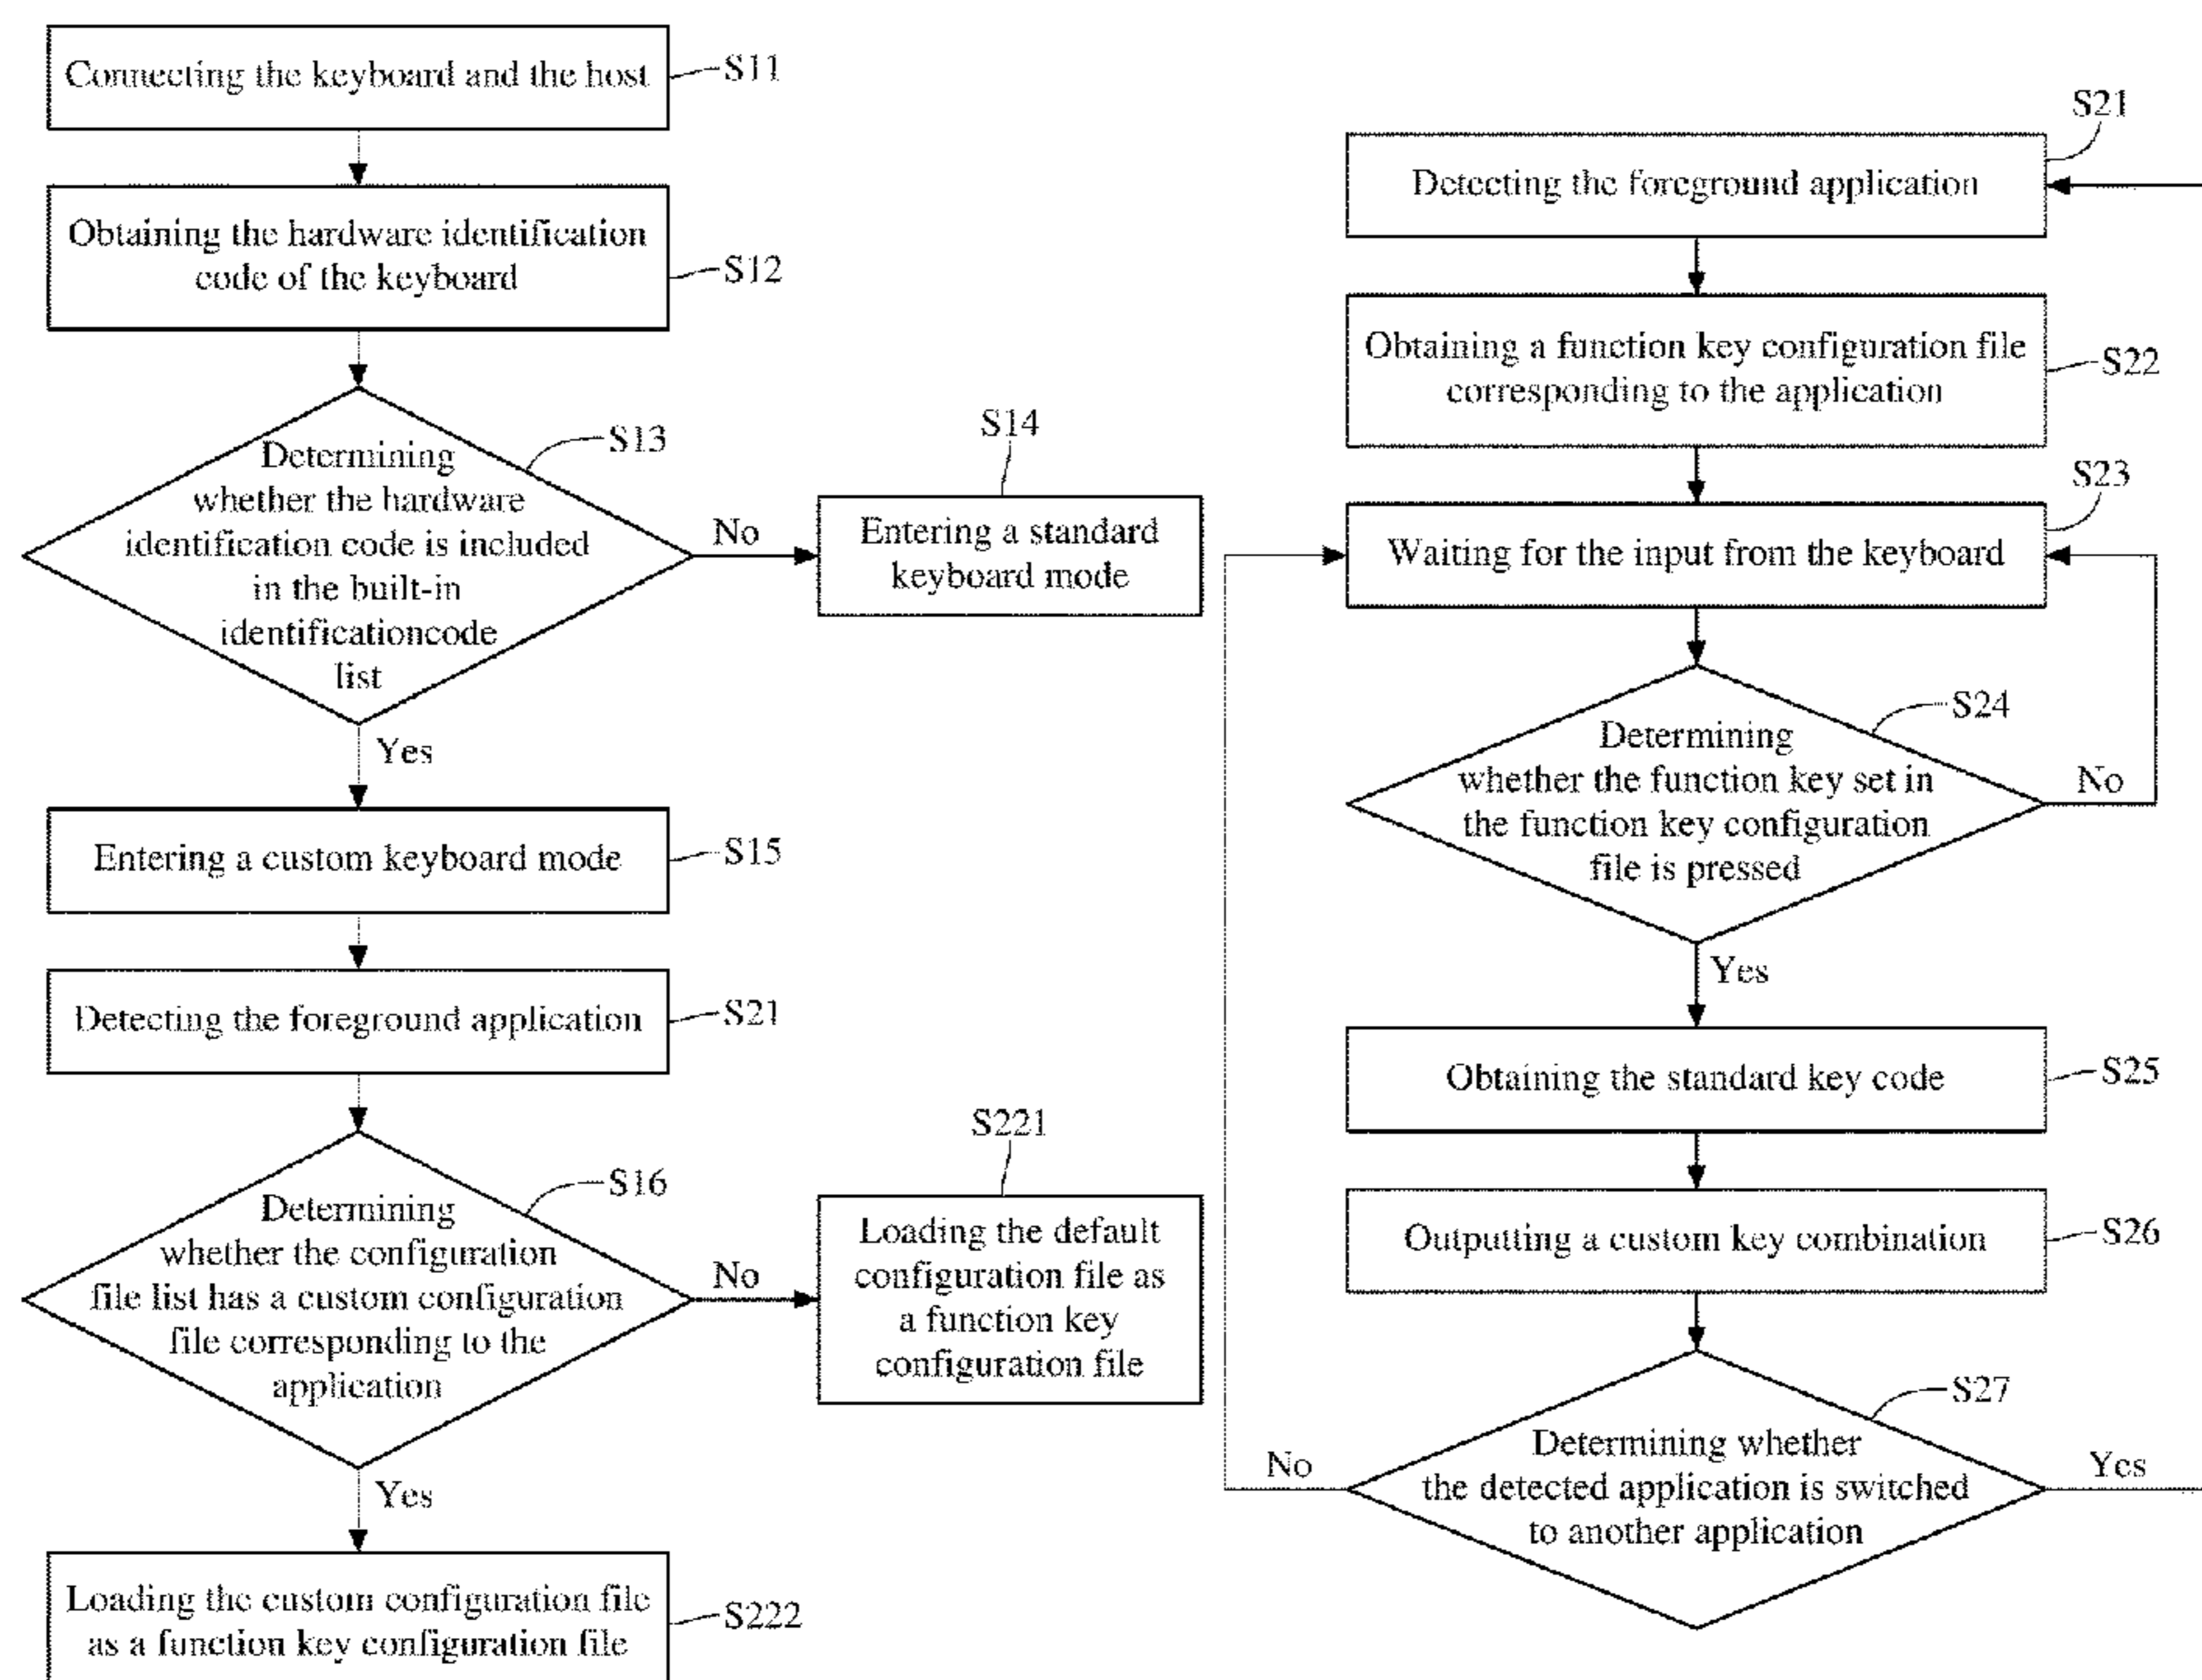 Connecting the keyboard and the host
S11
Obtaining the hardware identification
code of the keyboard
S12
Determining
whether the hardware
identification code is included
in the built-in
identificationcode
list
S13
No
S14
Entering a standard
keyboard mode
Yes
Entering a custom keyboard mode
S15
Detecting the foreground application
S21
Determining
whether the configuration
file list has a custom configuration
file corresponding to the
application
S16
No
S221
Loading the default
configuration file as
a function key
configuration file
Yes
Loading the custom configuration file
as a function key configuration file
S222
S21
Detecting the foreground application
Obtaining a function key configuration file
corresponding to the application
S22
S23
Waiting for the input from the keyboard
S24
Determining
whether the function key set in
the function key configuration
file is pressed
No
Yes
Obtaining the standard key code
S25
Outputting a custom key combination
S26
S27
Determining whether
the detected application is switched
to another application
No
Yes